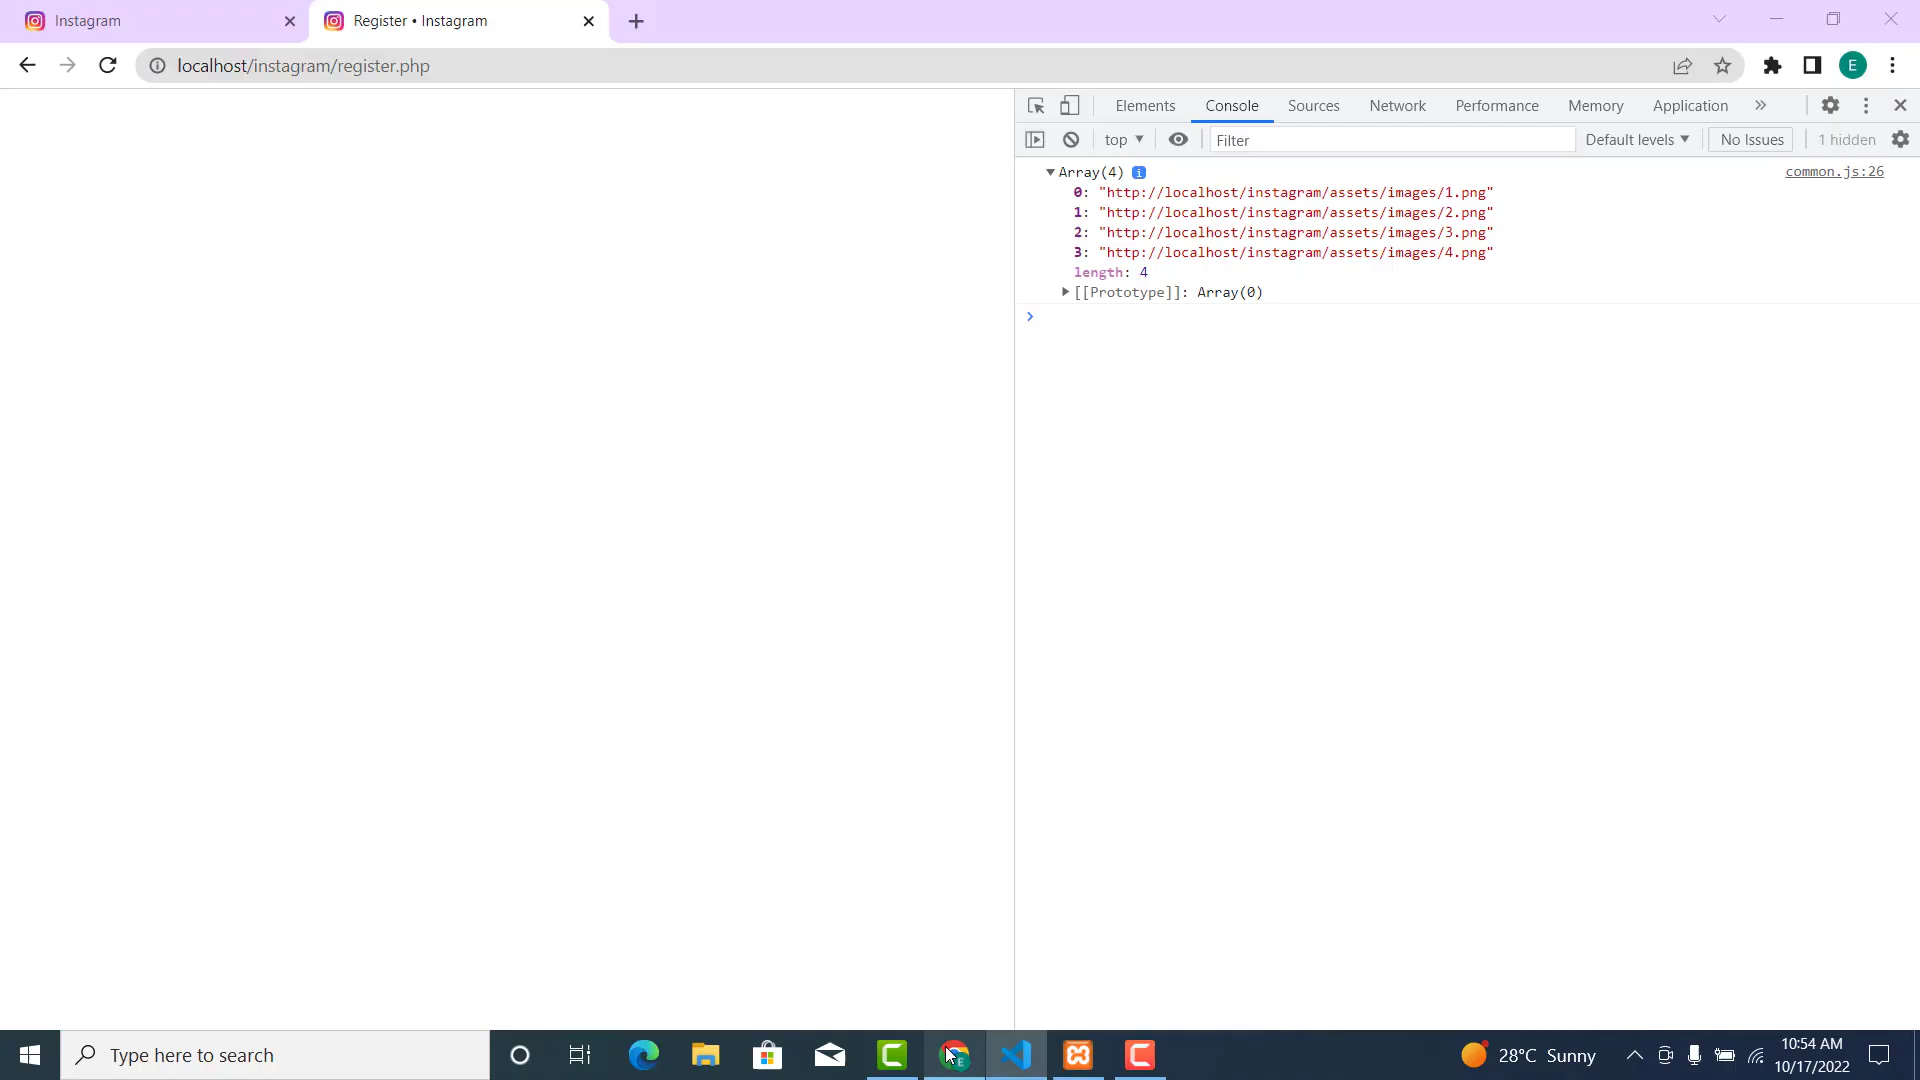 Instagram
Register • Instagram
localhost/instagram/register.php
E
Elements Console Sources Network Performance Memory Application
top Filter Default levels No Issues 1 hidden
Array(4) i common.js:26
0: "http://localhost/instagram/assets/images/1.png"
1: "http://localhost/instagram/assets/images/2.png"
2: "http://localhost/instagram/assets/images/3.png"
3: "http://localhost/instagram/assets/images/4.png"
length: 4
[[Prototype]]: Array(0)
Type here to search
E
28°C Sunny
10:54 AM
10/17/2022